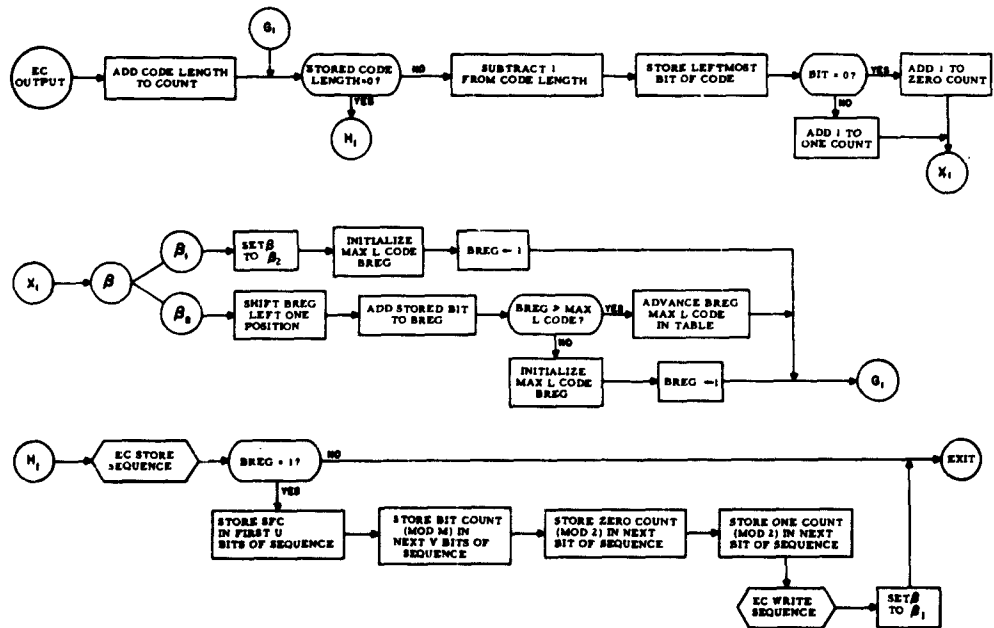 G1
EC
OUTPUT
ADD CODE LENGTH
TO COUNT
STORED CODE
LENGTH=0?
NO
YES
H1
SUBTRACT 1
FROM CODE LENGTH
STORE LEFTMOST
BIT OF CODE
BIT = 0?
YES
NO
ADD 1 TO
ZERO COUNT
ADD 1 TO
ONE COUNT
X1
X1
β
β1
SET β
TO β2
INITIALIZE
MAX L CODE
BREG
BREG ← 1
β2
SHIFT BREG
LEFT ONE
POSITION
ADD STORED BIT
TO BREG
BREG > MAX
L CODE?
YES
NO
ADVANCE BREG
MAX L CODE
IN TABLE
INITIALIZE
MAX L CODE
BREG
BREG ←1
G1
H1
EC STORE
SEQUENCE
BREG = 1?
NO
YES
EXIT
STORE SFC
IN FIRST U
BITS OF SEQUENCE
STORE BIT COUNT
(MOD M) IN
NEXT V BITS OF
SEQUENCE
STORE ZERO COUNT
(MOD 2) IN NEXT
BIT OF SEQUENCE
STORE ONE COUNT
(MOD 2) IN NEXT
BIT OF SEQUENCE
EC WRITE
SEQUENCE
SET β
TO β1